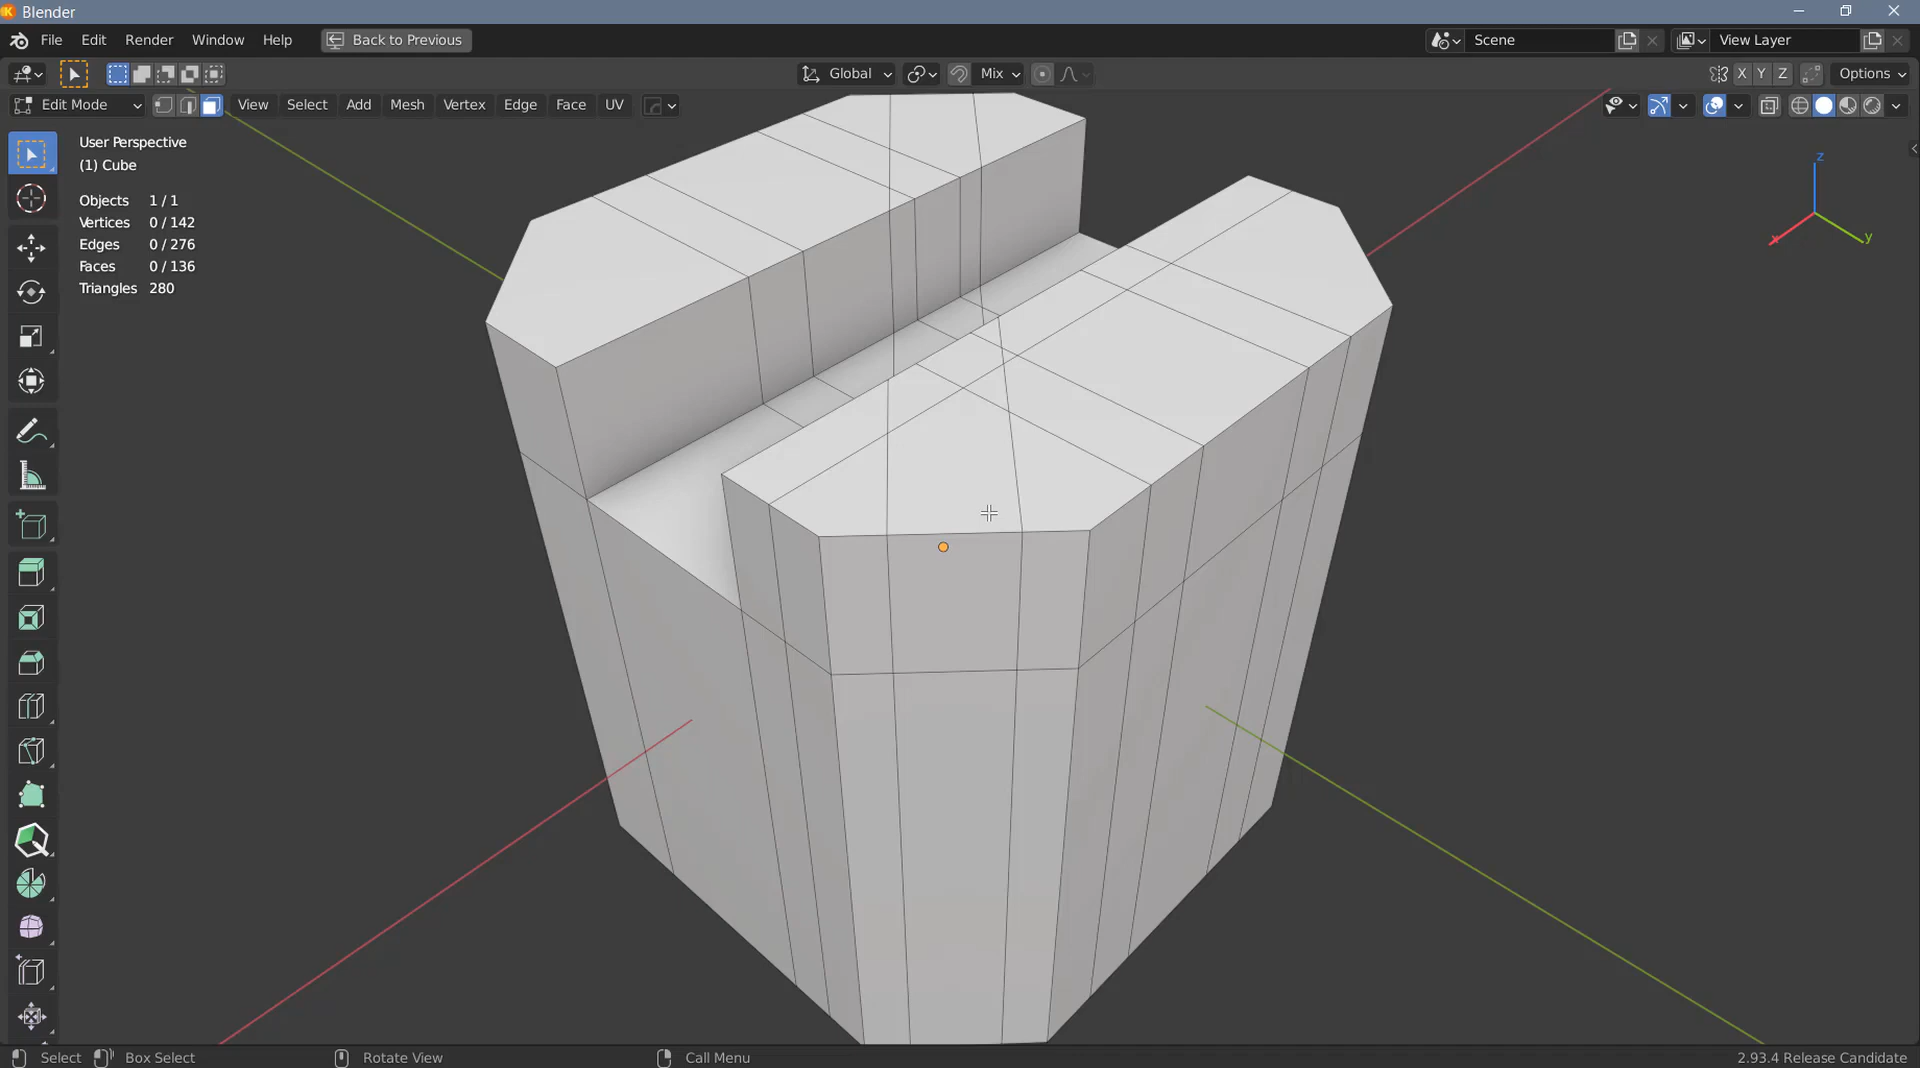 Blender
File Edit Render Window Help Back to Previous Scene View Layer
Global Mix X Y Z Options
Edit Mode View Select Add Mesh Vertex Edge Face UV
User Perspective
(1) Cube
Objects 1 / 1
Vertices 0 / 142
Edges 0 / 276
Faces 0 / 136
Triangles 280
z
x y
Select Box Select Rotate View Call Menu 2.93.4 Release Candidate